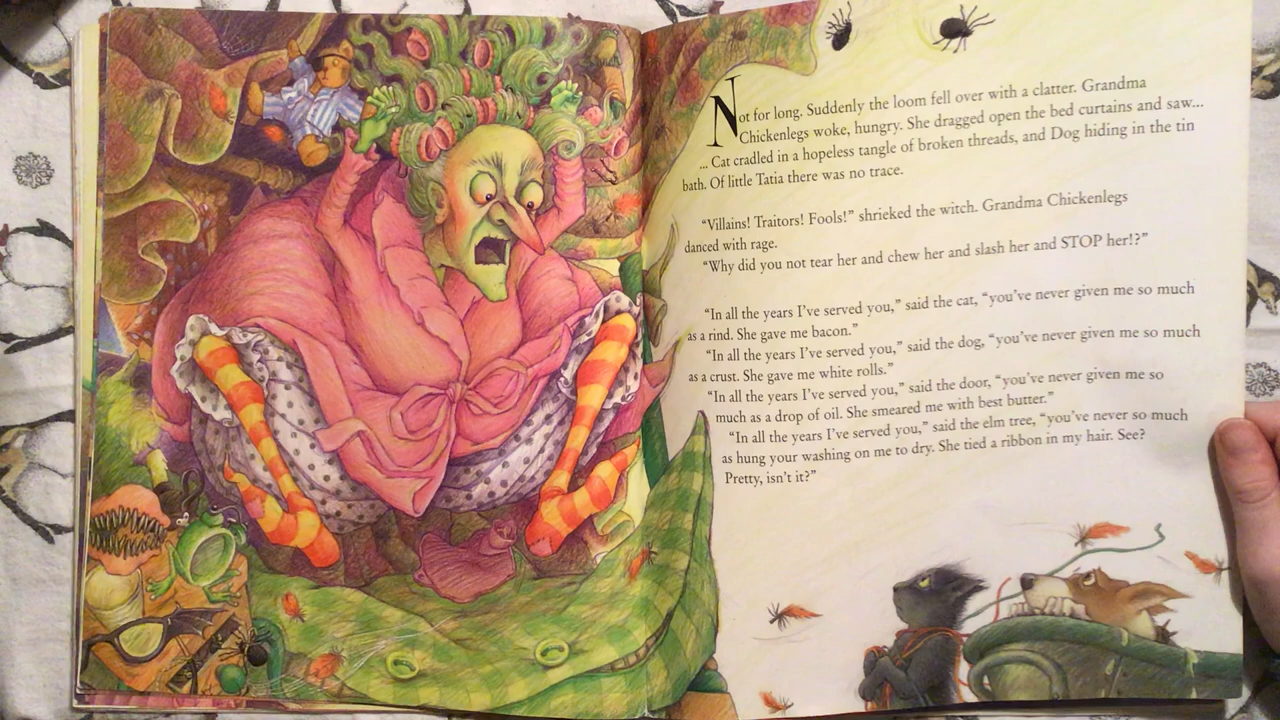 Not for long. Suddenly the loom fell over with a clatter. Grandma
Chickenlegs woke, hungry. She dragged open the bed curtains and saw...
... Cat cradled in a hopeless tangle of broken threads, and Dog hiding in the tin
bath. Of little Tatia there was no trace.
“Villains! Traitors! Fools!” shrieked the witch. Grandma Chickenlegs
danced with rage.
“Why did you not tear her and chew her and slash her and STOP her!?”
“In all the years I’ve served you,” said the cat, “you’ve never given me so much
as a rind. She gave me bacon.”
“In all the years I’ve served you,” said the dog, “you’ve never given me so much
as a crust. She gave me white rolls.”
“In all the years I’ve served you,” said the door, “you’ve never given me so
much as a drop of oil. She smeared me with best butter.”
“In all the years I’ve served you,” said the elm tree, “you’ve never so much
as hung your washing on me to dry. She tied a ribbon in my hair. See?
Pretty, isn’t it?”